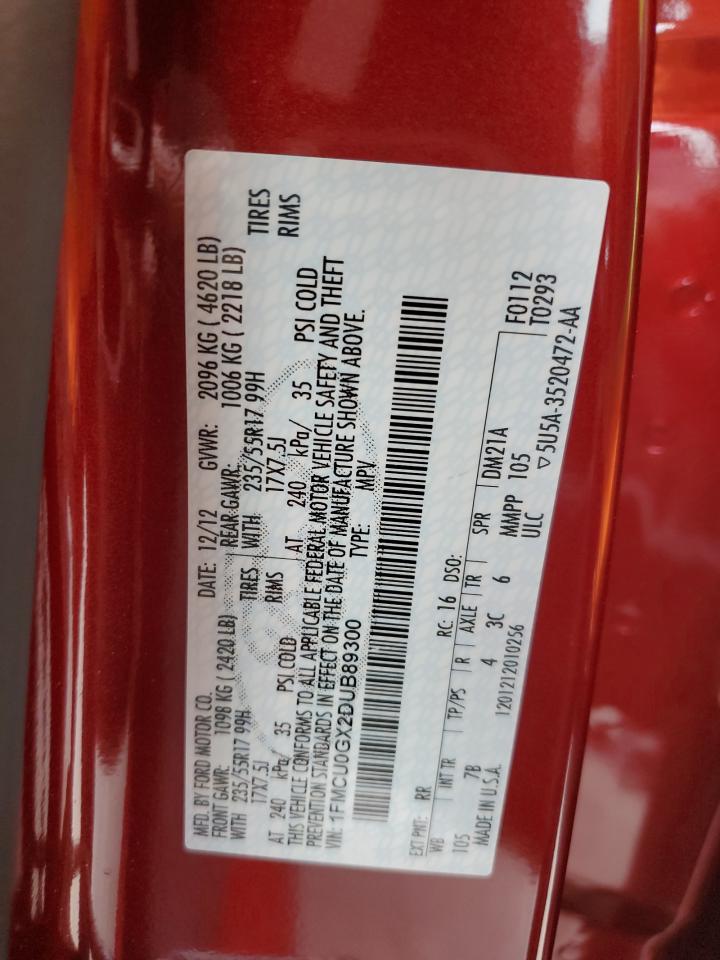 MFD. BY FORD MOTOR CO. DATE: 12/12 GVWR: 2096 KG ( 4620 LB)
FRONT GAWR: 1098 KG ( 2420 LB) REAR GAWR: 1006 KG ( 2218 LB)
WITH 235/55R17 99H TIRES WITH 235/55R17 99H TIRES
17X7.5J RIMS 17X7.5J RIMS
AT 240 kPa/ 35 PSI COLD AT 240 kPa/ 35 PSI COLD
THIS VEHICLE CONFORMS TO ALL APPLICABLE FEDERAL MOTOR VEHICLE SAFETY AND THEFT
PREVENTION STANDARDS IN EFFECT ON THE DATE OF MANUFACTURE SHOWN ABOVE.
VIN: 1FMCU0GX2DUB89300 TYPE: MPV
EXT PNT: RR RC: 16 DSO: F0112
WB INT TR TP/PS R AXLE TR SPR DM21A T0293
105 7B 4 3C 6 MMPP 105
MADE IN U.S.A. 1201212010256 ULC ▽5U5A-3520472-AA